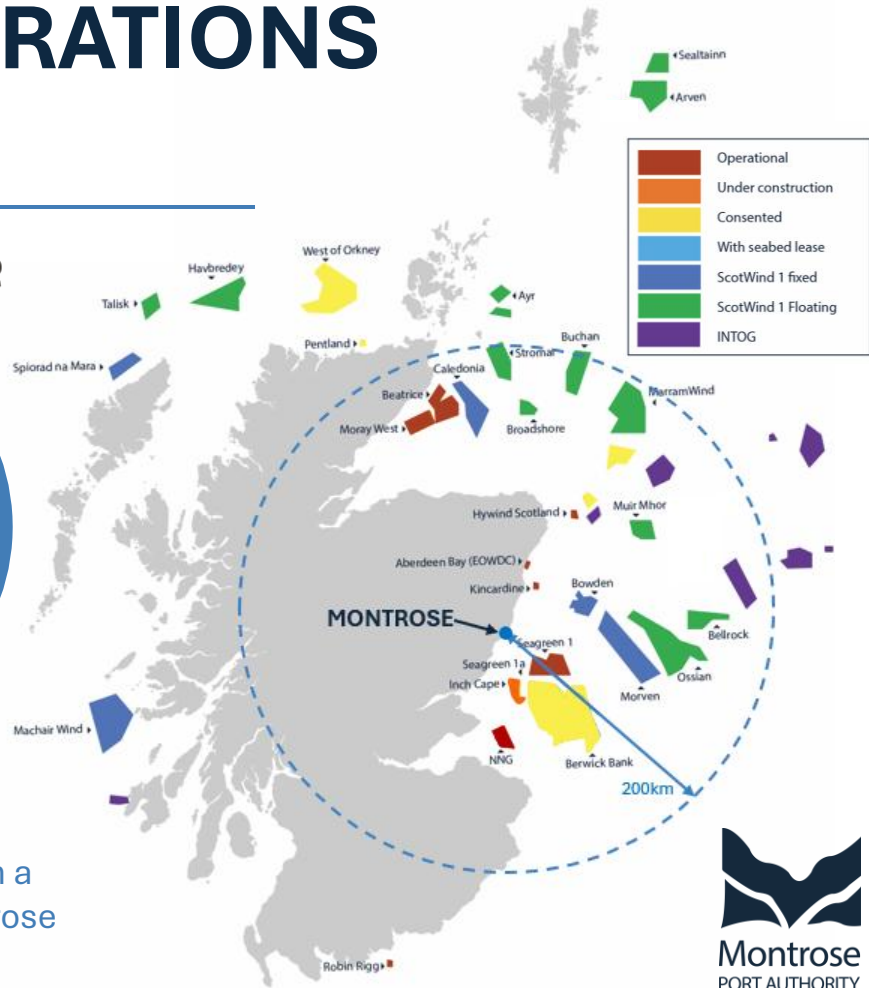 RATIONS
Sealtainn
Arven
Operational
Under construction
Consented
With seabed lease
ScotWind 1 fixed
ScotWind 1 Floating
INTOG
West of Orkney
Havbredey
Talisk
Ayr
Pentland
Buchan
Stromar
Spiorad na Mara
Caledonia
MarramWind
Beatrice
Moray West
Broadshore
Hywind Scotland
Muir Mhor
Aberdeen Bay (EOWDC)
Kincardine
Bowden
MONTROSE
Bellrock
Seagreen 1
Seagreen 1a
Ossian
Inch Cape
Morven
Machair Wind
NNG
Berwick Bank
200km
a
ose
Robin Rigg
Montrose
PORT AUTHORITY